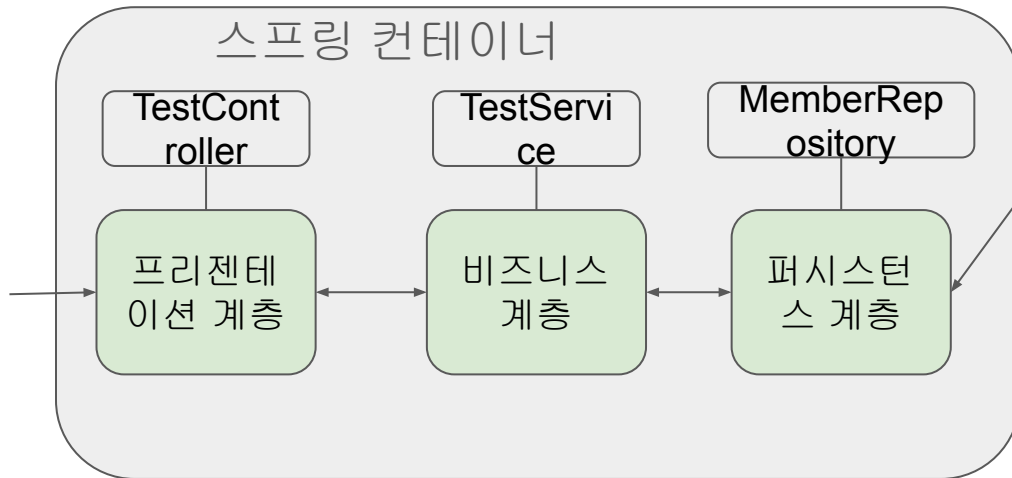 스프링 컨테이너
TestCont
roller
TestServi
ce
MemberRep
ository
프리젠테
이션 계층
비즈니스
계층
퍼시스턴
스 계층